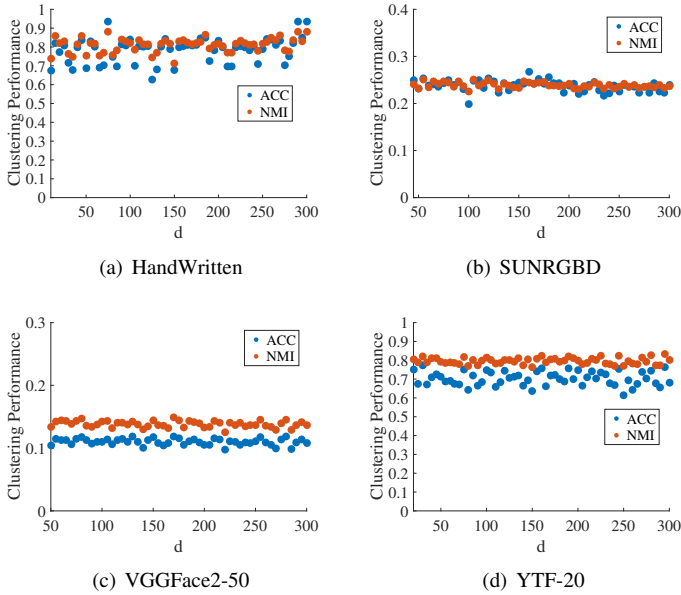 1
0.9
0.8
0.7
0.6
0.5
0.4
0.3
0.2
0.1
0
Clustering Performance
ACC
NMI
50 100 150 200 250 300
d
(a) HandWritten
0.4
0.3
0.2
0.1
0
Clustering Performance
ACC
NMI
50 100 150 200 250 300
d
(b) SUNRGBD
0.3
0.2
0.1
0
Clustering Performance
ACC
NMI
50 100 150 200 250 300
d
(c) VGGFace2-50
1
0.9
0.8
0.7
0.6
0.5
0.4
0.3
0.2
0.1
0
Clustering Performance
ACC
NMI
50 100 150 200 250 300
d
(d) YTF-20